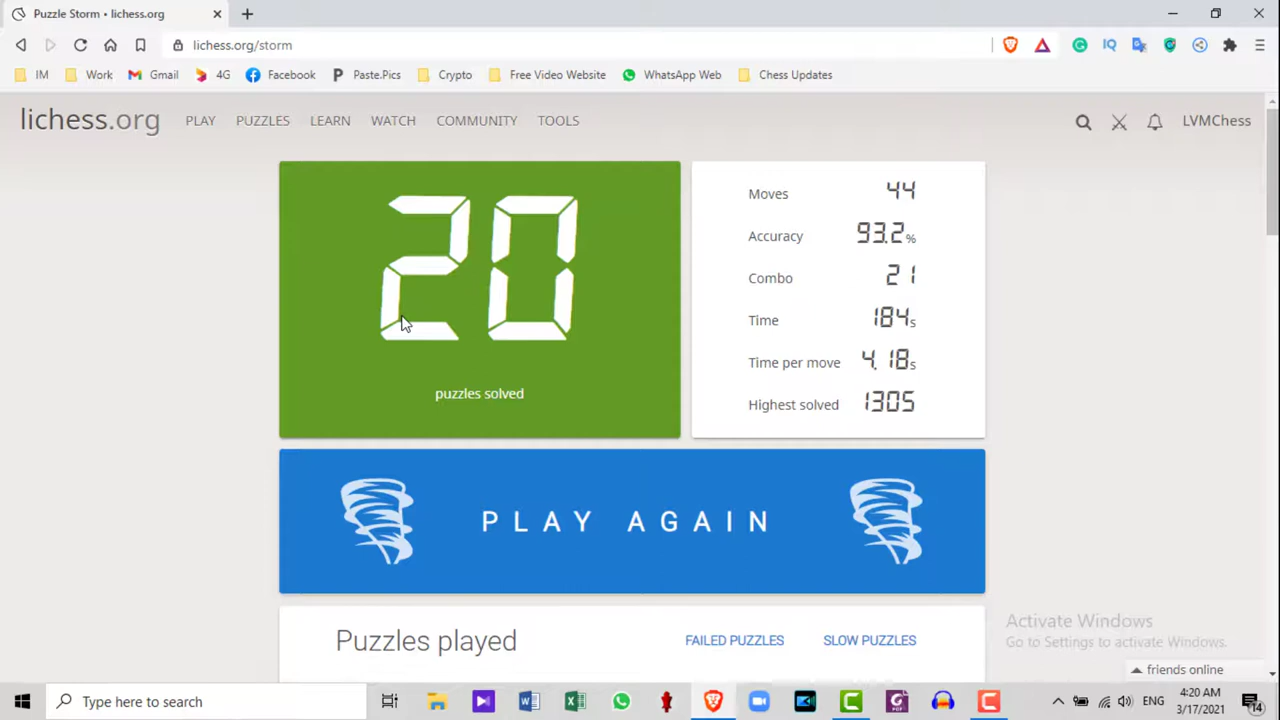 Puzzle Storm • lichess.org
lichess.org/storm
IM Work Gmail 4G Facebook Paste.Pics Crypto Free Video Website WhatsApp Web Chess Updates
lichess.org PLAY PUZZLES LEARN WATCH COMMUNITY TOOLS LVMChess
20
puzzles solved
Moves 44
Accuracy 93.2%
Combo 21
Time 184s
Time per move 4.18s
Highest solved 1305
PLAY AGAIN
Puzzles played FAILED PUZZLES SLOW PUZZLES
Activate Windows
Go to Settings to activate Windows.
friends online
Type here to search
ENG
4:20 AM
3/17/2021
14